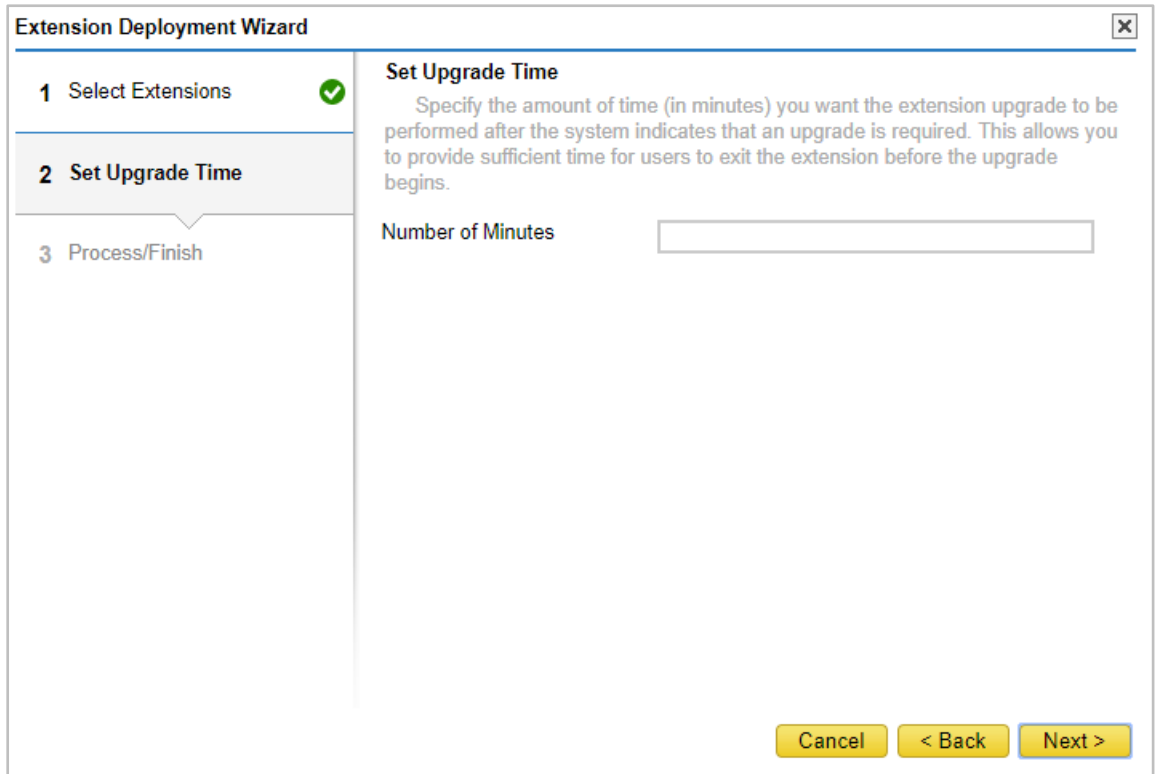 Extension Deployment Wizard
1 Select Extensions
2 Set Upgrade Time
3 Process/Finish
Set Upgrade Time
Specify the amount of time (in minutes) you want the extension upgrade to be
performed after the system indicates that an upgrade is required. This allows you
to provide sufficient time for users to exit the extension before the upgrade
begins.
Number of Minutes
Cancel
< Back
Next >